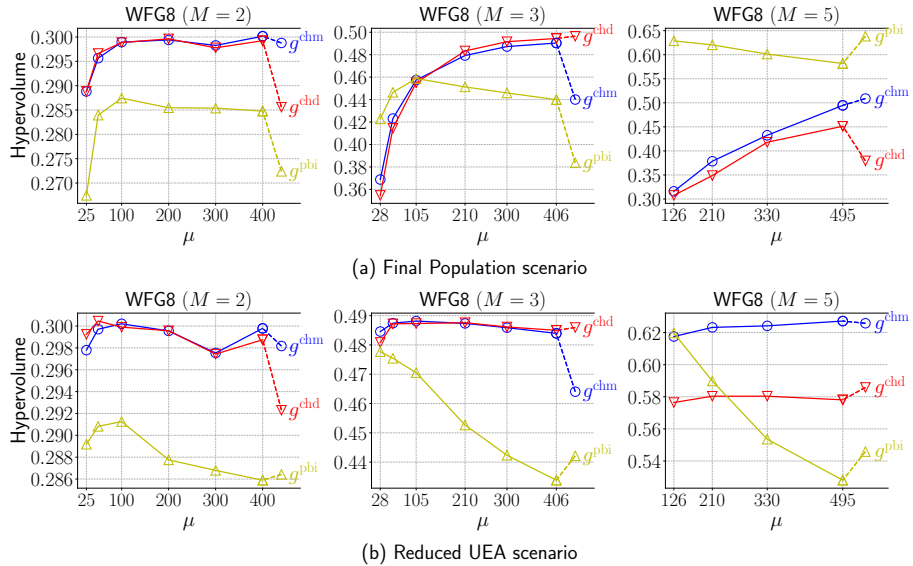 WFG8 (M = 2)
WFG8 (M = 3)
WFG8 (M = 5)
Hypervolume
0.300
0.295
0.290
0.285
0.280
0.275
0.270
25 100 200 300 400
μ
g^chm
g^chd
g^pbi
0.50
0.48
0.46
0.44
0.42
0.40
0.38
0.36
28 105 210 300 406
μ
g^chd
g^chm
g^pbi
0.65
0.60
0.55
0.50
0.45
0.40
0.35
0.30
126 210 330 495
μ
g^pbi
g^chm
g^chd
(a) Final Population scenario
WFG8 (M = 2)
WFG8 (M = 3)
WFG8 (M = 5)
Hypervolume
0.300
0.298
0.296
0.294
0.292
0.290
0.288
0.286
25 100 200 300 400
μ
g^chm
g^chd
g^pbi
0.49
0.48
0.47
0.46
0.45
0.44
28 105 210 300 406
μ
g^chd
g^chm
g^pbi
0.62
0.60
0.58
0.56
0.54
126 210 330 495
μ
g^chm
g^chd
g^pbi
(b) Reduced UEA scenario